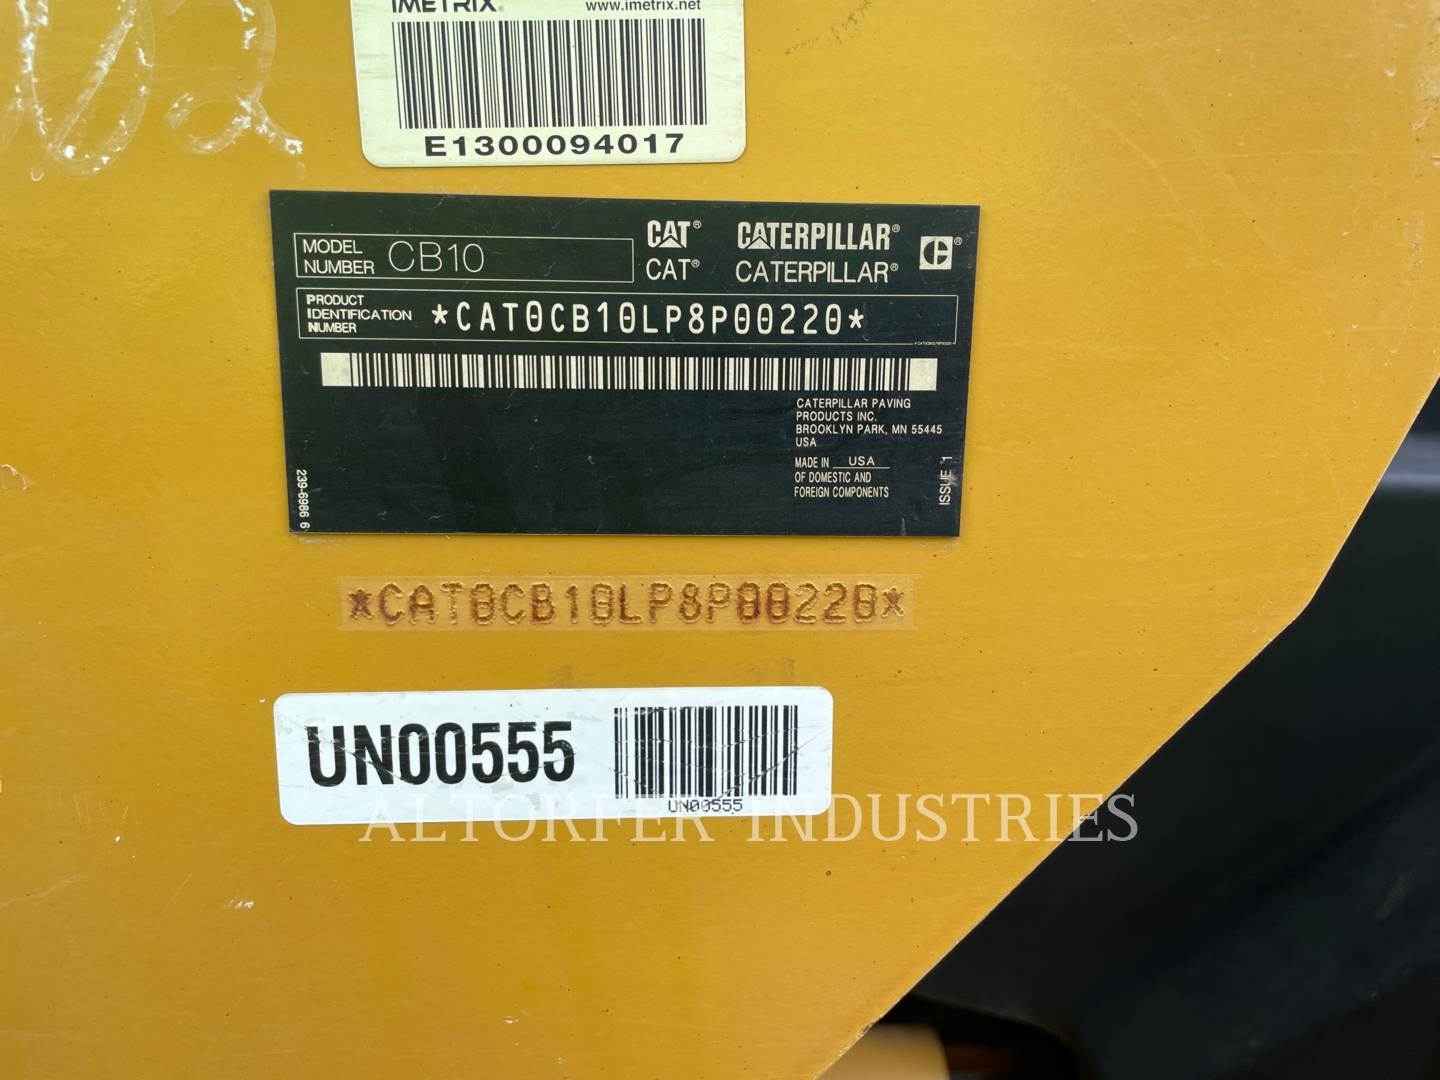 IMETRIX. www.imetrix.net
E1300094017
MODEL NUMBER CB10
CAT® CATERPILLAR®
CAT® CATERPILLAR®
PRODUCT IDENTIFICATION NUMBER *CAT0CB10LP8P00220*
*CAT0CB10LP8P00220*
CATERPILLAR PAVING
PRODUCTS INC.
BROOKLYN PARK, MN 55445
USA
MADE IN USA
OF DOMESTIC AND
FOREIGN COMPONENTS
239-6986 6
ISSUE 1
*CAT0CB10LP8P00220*
UN00555
UN00555
ALTORFER INDUSTRIES